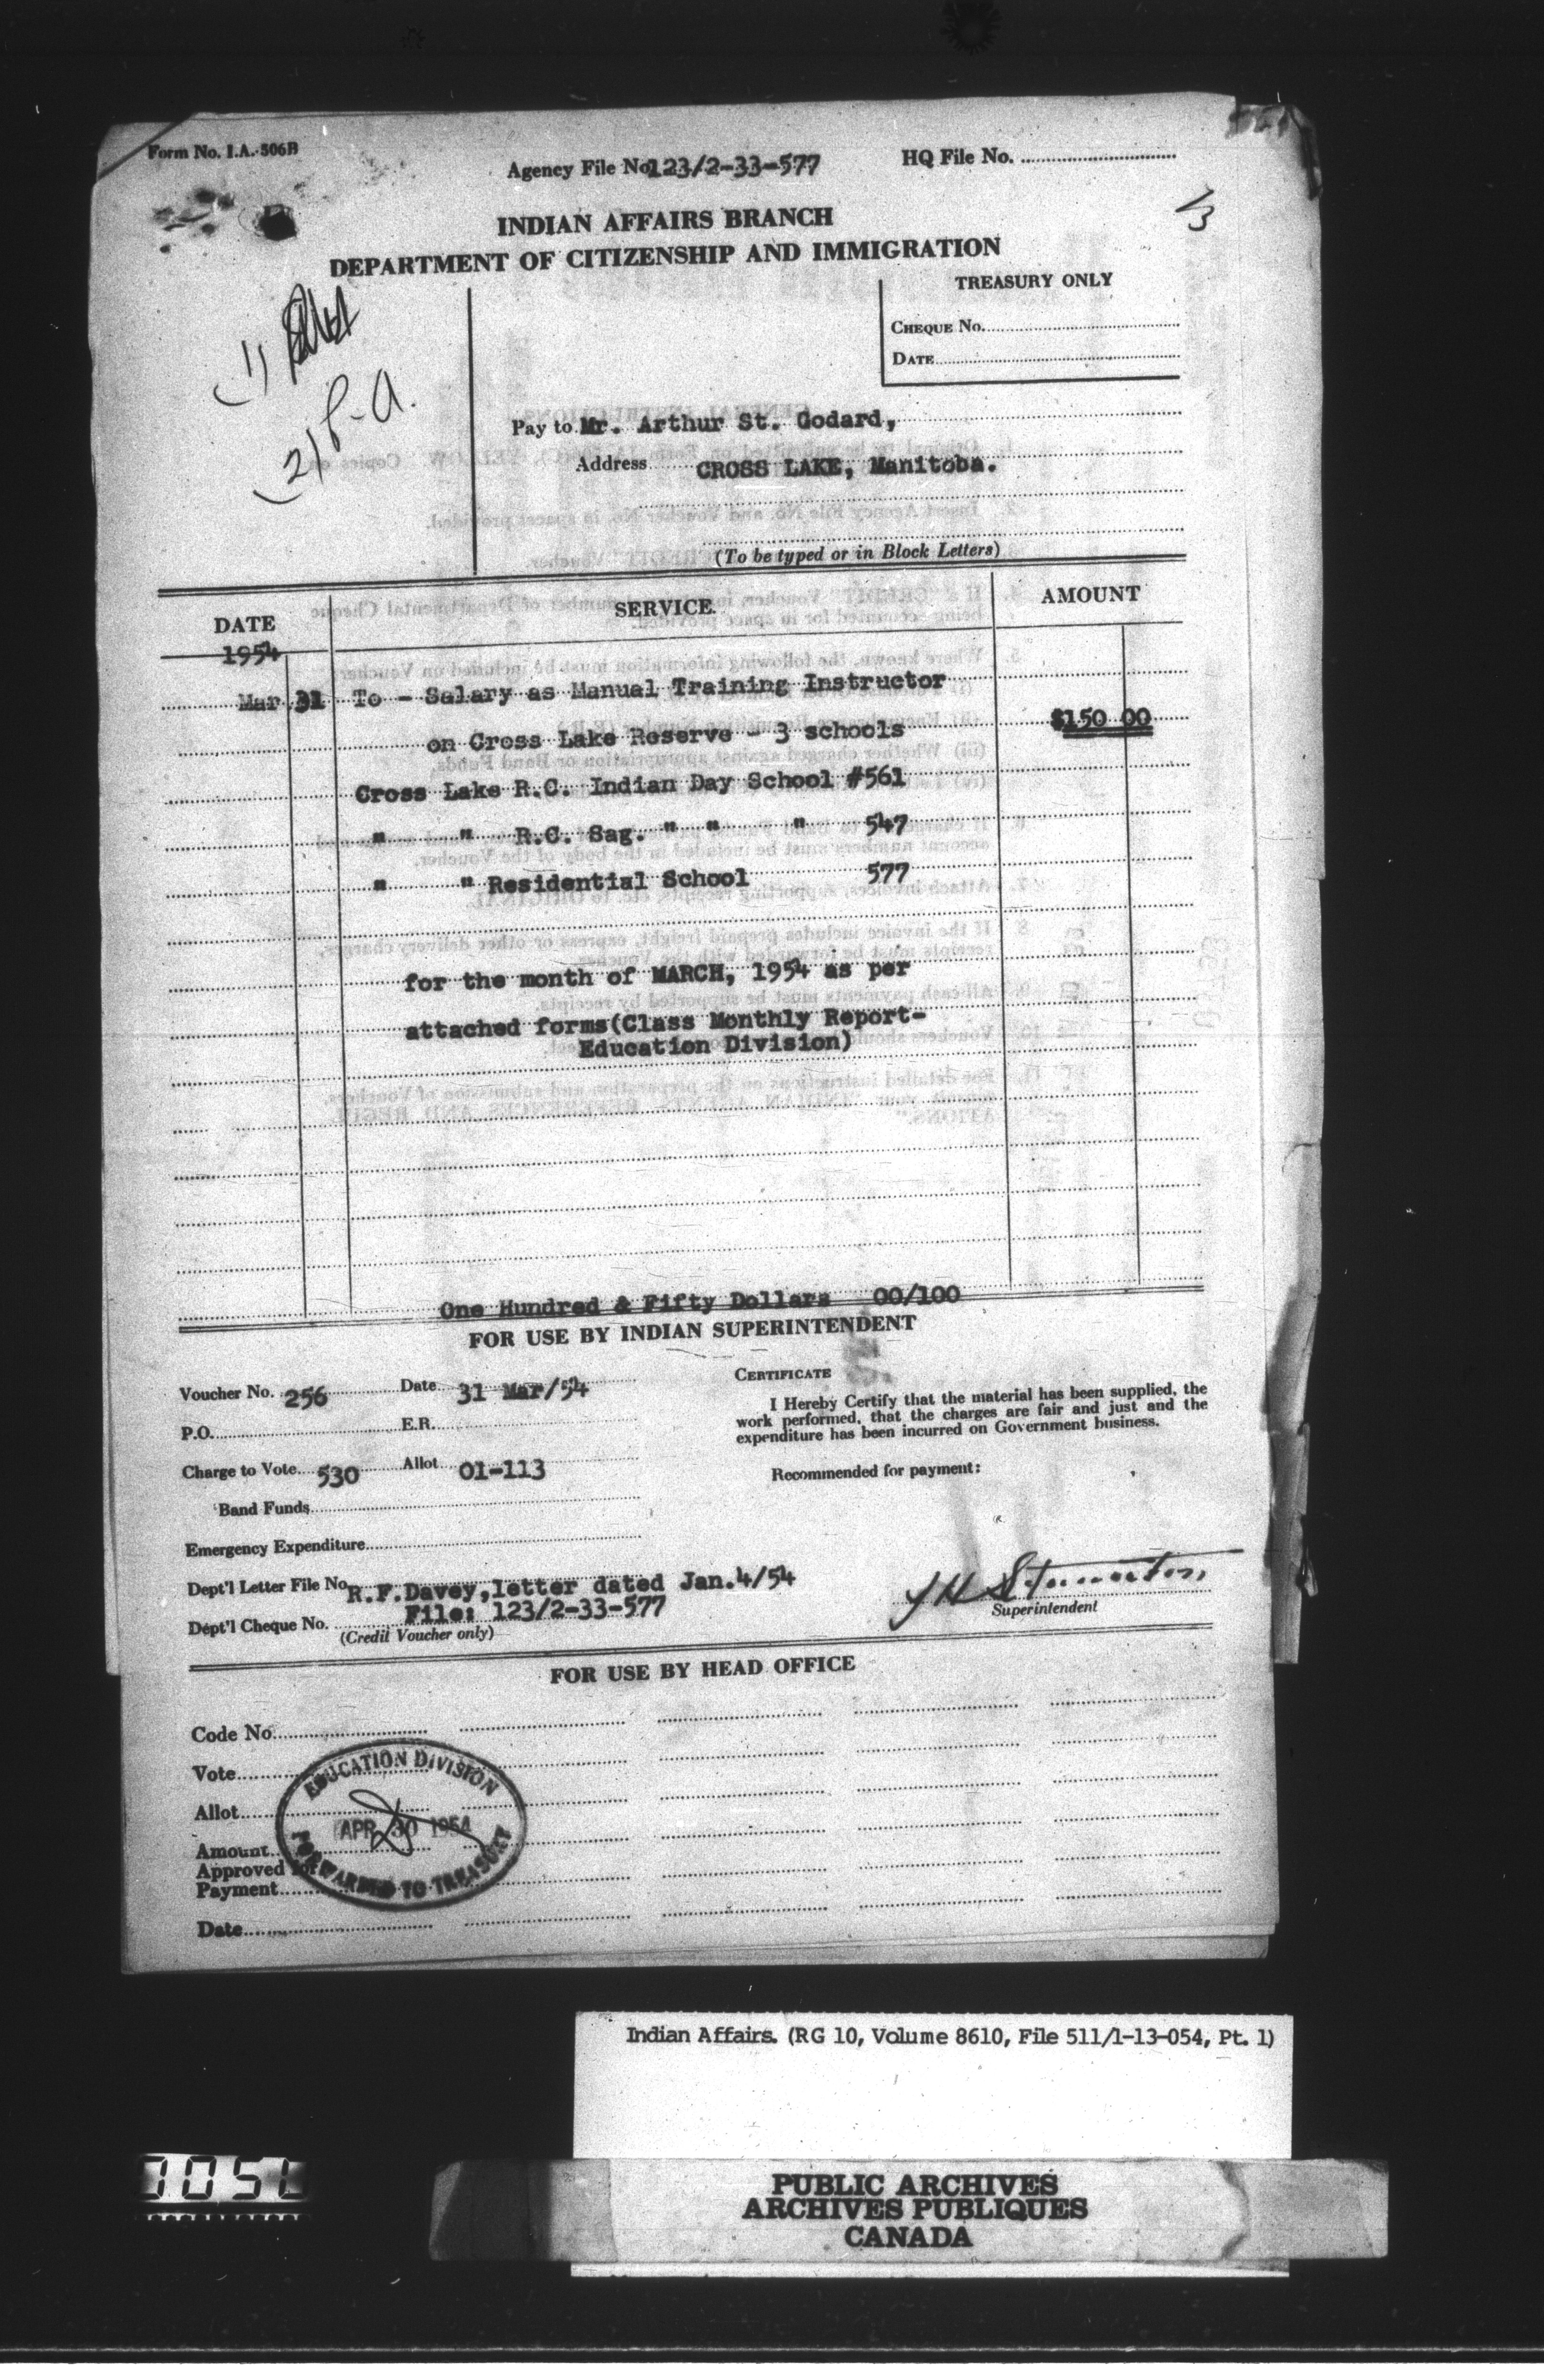 Form No. I.A.-506B
Agency File No. 123/2-33-577
HQ File No.
1/3
INDIAN AFFAIRS BRANCH
DEPARTMENT OF CITIZENSHIP AND IMMIGRATION
TREASURY ONLY
CHEQUE No.
DATE
1)
2) P-A.
Pay to Mr. Arthur St. Godard,
Address CROSS LAKE, Manitoba.
(To be typed or in Block Letters)
DATE SERVICE. AMOUNT
1954
Mar 31 To - Salary as Manual Training Instructor
on Cross Lake Reserve - 3 schools $150 00
Cross Lake R.C. Indian Day School #561
" " R.C. Sag. " " " 547
" " Residential School 577
for the month of MARCH, 1954 as per
attached forms(Class Monthly Report-
Education Division)
One Hundred & Fifty Dollars 00/100
FOR USE BY INDIAN SUPERINTENDENT
Voucher No. 256 Date 31 Mar/54
P.O. E.R.
Charge to Vote 530 Allot 01-113
Band Funds
Emergency Expenditure
Dept'l Letter File No. R.F.Davey,letter dated Jan.4/54
File: 123/2-33-577
Dept'l Cheque No.
(Credit Voucher only)
CERTIFICATE
I Hereby Certify that the material has been supplied, the
work performed, that the charges are fair and just and the
expenditure has been incurred on Government business.
Recommended for payment:
Superintendent
FOR USE BY HEAD OFFICE
Code No.
Vote
Allot
Amount
Approved for
Payment
Date
EDUCATION DIVISION
APR 30 1954
FORWARDED TO TREASURY
Indian Affairs. (RG 10, Volume 8610, File 511/1-13-054, Pt. 1)
PUBLIC ARCHIVES
ARCHIVES PUBLIQUES
CANADA